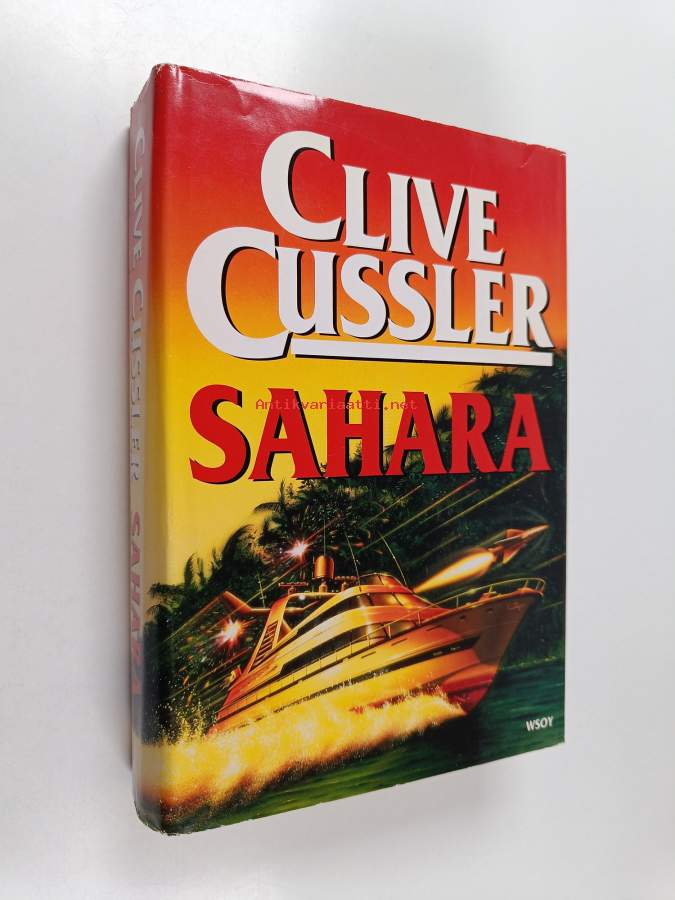 CLIVE
CUSSLER
SAHARA
WSOY
CLIVE CUSSLER SAHARA
Antikvariaatti.net